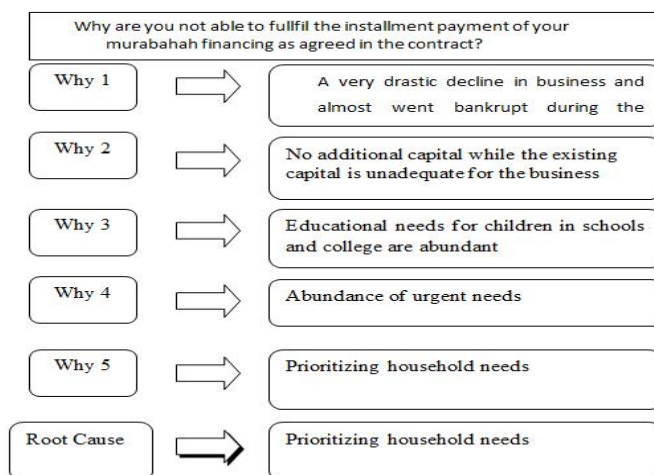 Why are you not able to fullfil the installment payment of your
murabahah financing as agreed in the contract?
Why 1
A very drastic decline in business and
almost went bankrupt during the
Why 2
No additional capital while the existing
capital is unadequate for the business
Why 3
Educational needs for children in schools
and college are abundant
Why 4
Abundance of urgent needs
Why 5
Prioritizing household needs
Root Cause
Prioritizing household needs